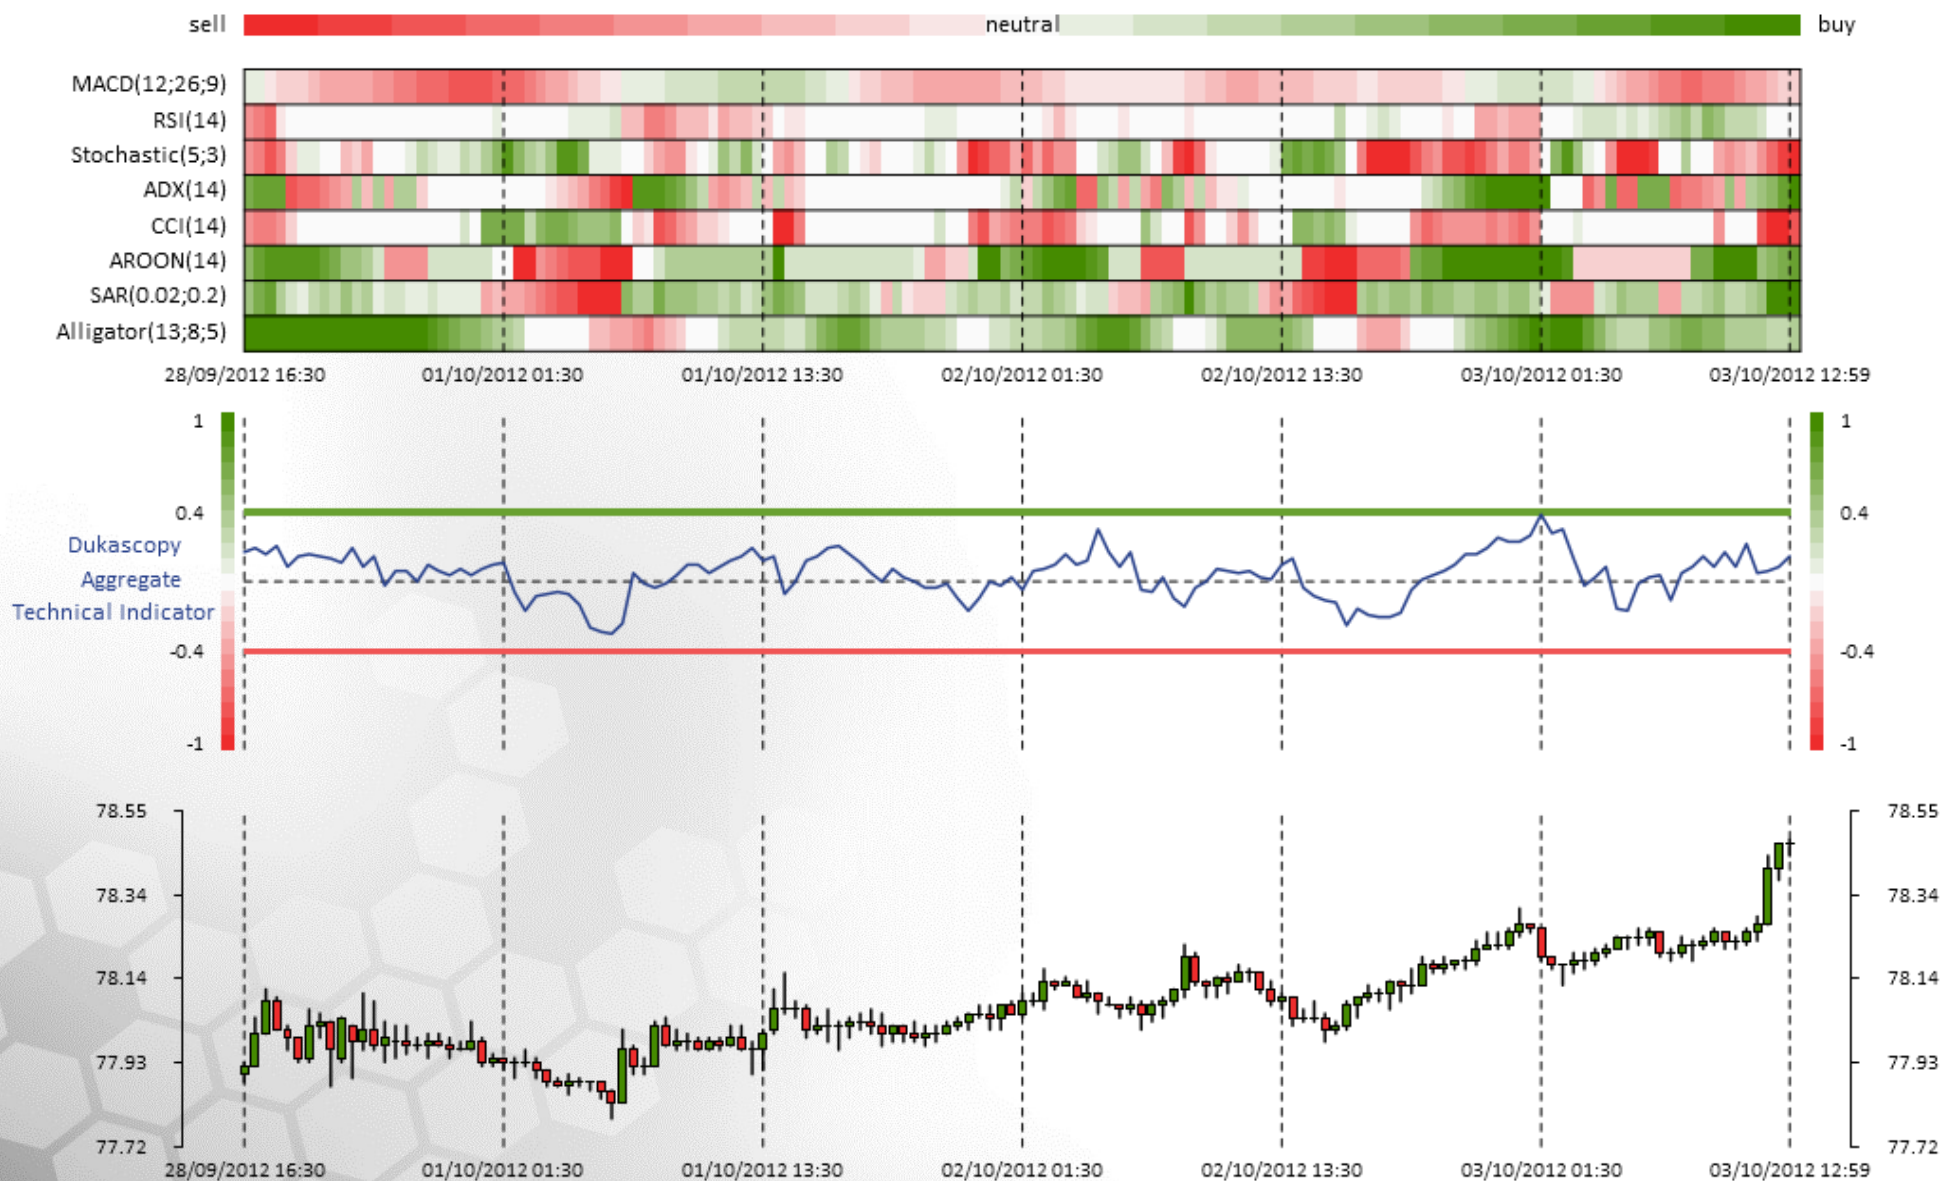 sell neutral buy
MACD(12;26;9)
RSI(14)
Stochastic(5;3)
ADX(14)
CCI(14)
AROON(14)
SAR(0.02;0.2)
Alligator(13;8;5)
28/09/2012 16:30 01/10/2012 01:30 01/10/2012 13:30 02/10/2012 01:30 02/10/2012 13:30 03/10/2012 01:30 03/10/2012 12:59
1 1
0.4 0.4
Dukascopy
Aggregate
Technical Indicator
-0.4 -0.4
-1 -1
78.55 78.55
78.34 78.34
78.14 78.14
77.93 77.93
77.72 77.72
28/09/2012 16:30 01/10/2012 01:30 01/10/2012 13:30 02/10/2012 01:30 02/10/2012 13:30 03/10/2012 01:30 03/10/2012 12:59